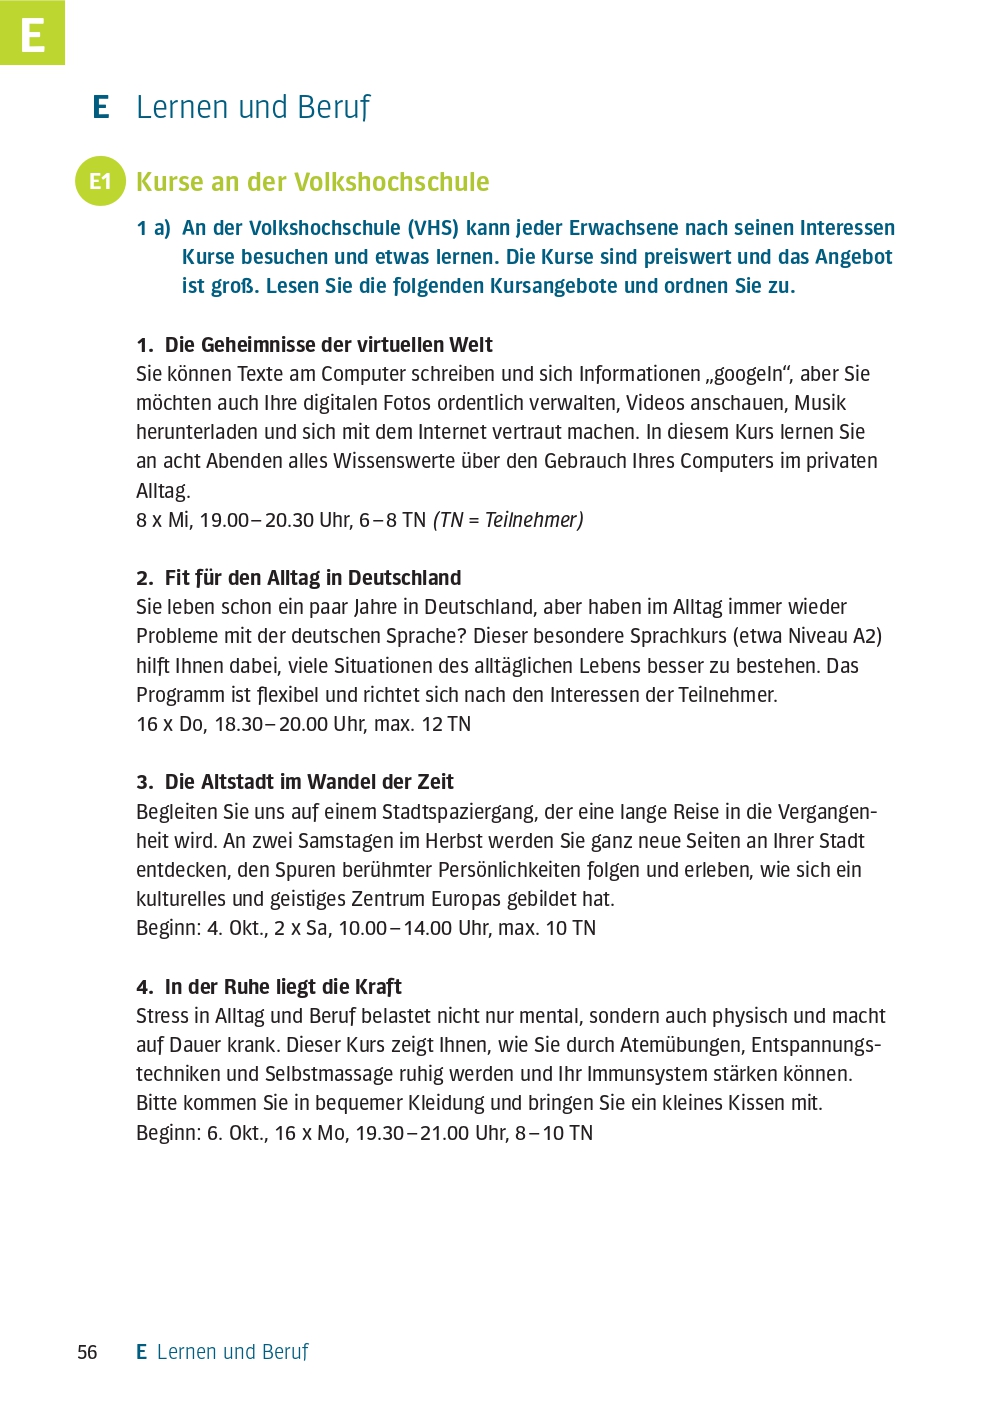 E
E Lernen und Beruf
E1 Kurse an der Volkshochschule
1 a) An der Volkshochschule (VHS) kann jeder Erwachsene nach seinen Interessen
Kurse besuchen und etwas lernen. Die Kurse sind preiswert und das Angebot
ist groß. Lesen Sie die folgenden Kursangebote und ordnen Sie zu.
1. Die Geheimnisse der virtuellen Welt
Sie können Texte am Computer schreiben und sich Informationen „googeln“, aber Sie
möchten auch Ihre digitalen Fotos ordentlich verwalten, Videos anschauen, Musik
herunterladen und sich mit dem Internet vertraut machen. In diesem Kurs lernen Sie
an acht Abenden alles Wissenswerte über den Gebrauch Ihres Computers im privaten
Alltag.
8 x Mi, 19.00 – 20.30 Uhr, 6 – 8 TN (TN = Teilnehmer)
2. Fit für den Alltag in Deutschland
Sie leben schon ein paar Jahre in Deutschland, aber haben im Alltag immer wieder
Probleme mit der deutschen Sprache? Dieser besondere Sprachkurs (etwa Niveau A2)
hilft Ihnen dabei, viele Situationen des alltäglichen Lebens besser zu bestehen. Das
Programm ist flexibel und richtet sich nach den Interessen der Teilnehmer.
16 x Do, 18.30 – 20.00 Uhr, max. 12 TN
3. Die Altstadt im Wandel der Zeit
Begleiten Sie uns auf einem Stadtspaziergang, der eine lange Reise in die Vergangen-
heit wird. An zwei Samstagen im Herbst werden Sie ganz neue Seiten an Ihrer Stadt
entdecken, den Spuren berühmter Persönlichkeiten folgen und erleben, wie sich ein
kulturelles und geistiges Zentrum Europas gebildet hat.
Beginn: 4. Okt., 2 x Sa, 10.00 – 14.00 Uhr, max. 10 TN
4. In der Ruhe liegt die Kraft
Stress in Alltag und Beruf belastet nicht nur mental, sondern auch physisch und macht
auf Dauer krank. Dieser Kurs zeigt Ihnen, wie Sie durch Atemübungen, Entspannungs-
techniken und Selbstmassage ruhig werden und Ihr Immunsystem stärken können.
Bitte kommen Sie in bequemer Kleidung und bringen Sie ein kleines Kissen mit.
Beginn: 6. Okt., 16 x Mo, 19.30 – 21.00 Uhr, 8 – 10 TN
56 E Lernen und Beruf